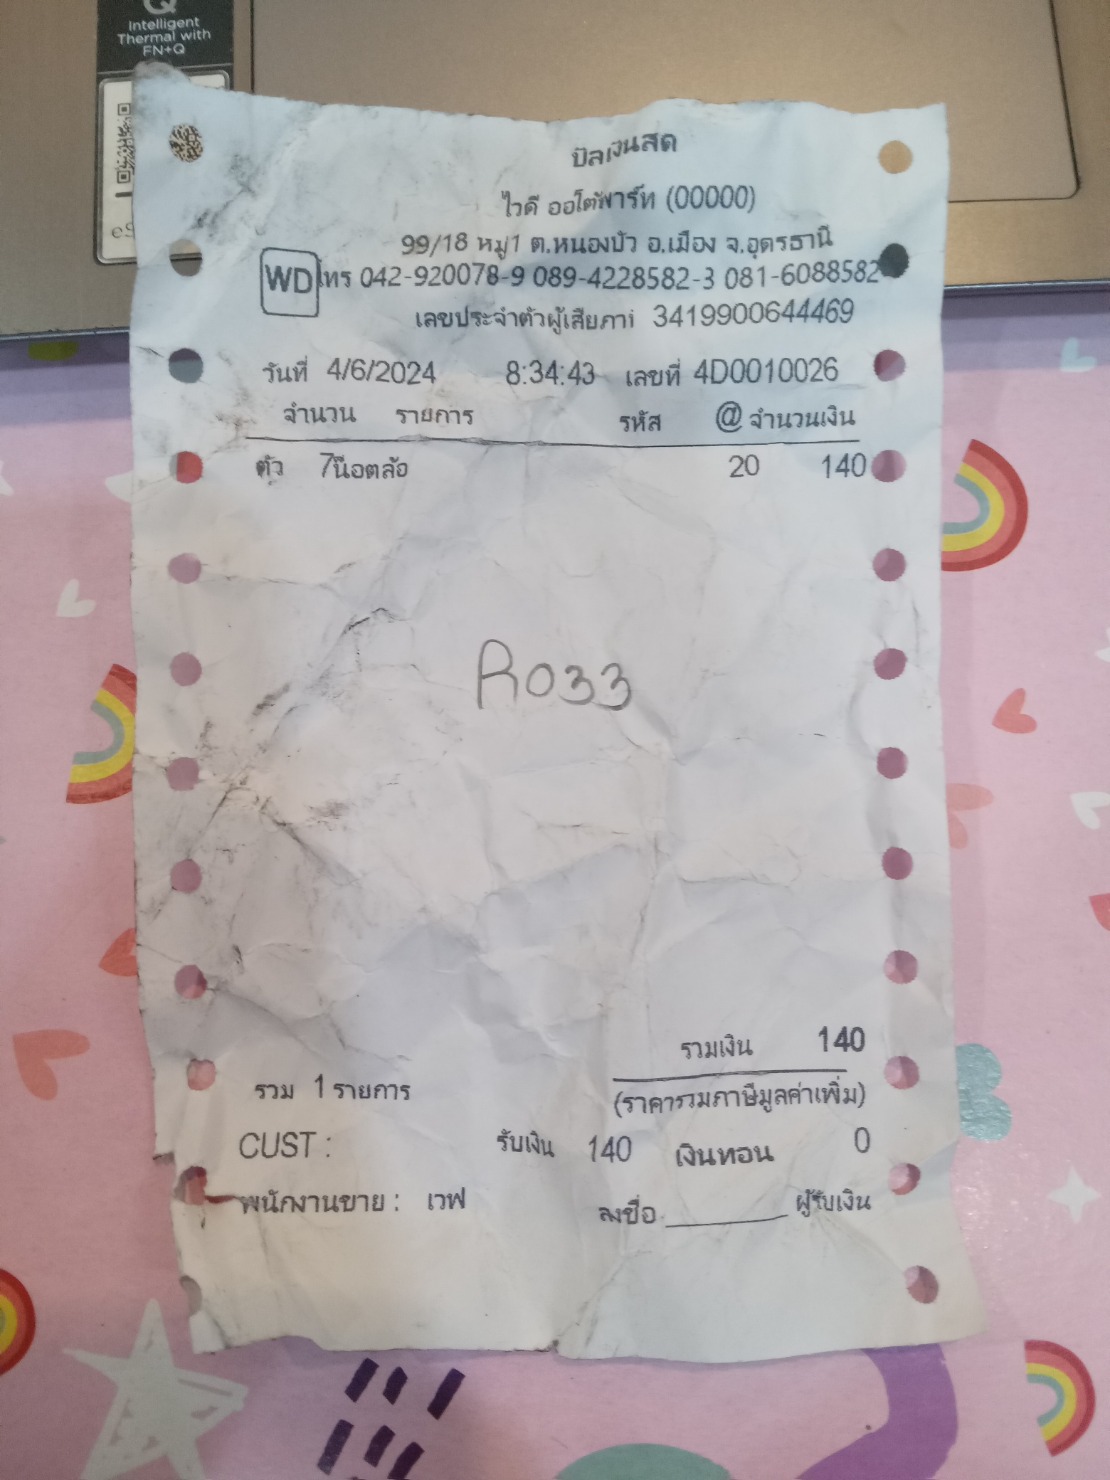 Intelligent
Thermal with
FN+Q
บิลเงินสด
ไวดี ออโต้พาร์ท (00000)
99/18 หมู่1 ต.หนองบัว อ.เมือง จ.อุดรธานี
WD โทร 042-920078-9 089-4228582-3 081-6088582
เลขประจำตัวผู้เสียภาษี 3419900644469
วันที่ 4/6/2024 8:34:43 เลขที่ 4D0010026
จำนวน รายการ รหัส @ จำนวนเงิน
ตัว 7น็อตล้อ 20 140
R033
รวมเงิน 140
รวม 1 รายการ (ราคารวมภาษีมูลค่าเพิ่ม)
CUST : รับเงิน 140 เงินทอน 0
พนักงานขาย : เวฟ ลงชื่อ ________ ผู้รับเงิน